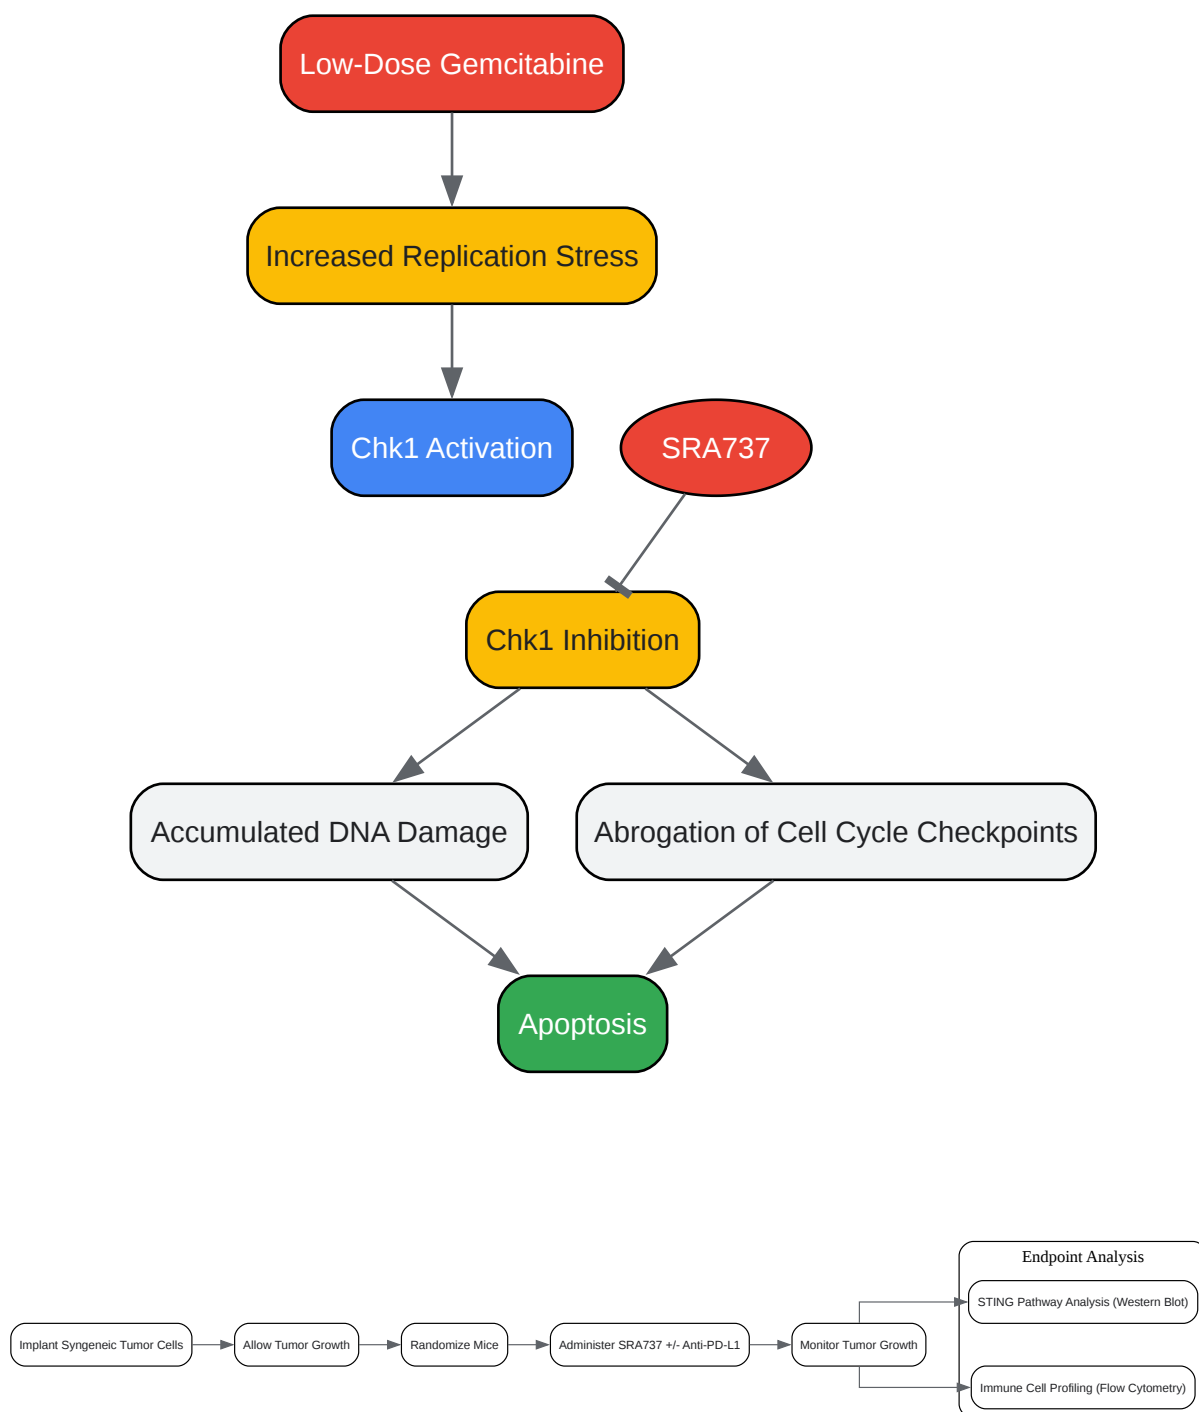 Low-Dose Gemcitabine
Increased Replication Stress
Chk1 Activation
SRA737
Chk1 Inhibition
Accumulated DNA Damage
Abrogation of Cell Cycle Checkpoints
Apoptosis
Endpoint Analysis
STING Pathway Analysis (Western Blot)
Implant Syngeneic Tumor Cells
Allow Tumor Growth
Randomize Mice
Administer SRA737 +/- Anti-PD-L1
Monitor Tumor Growth
Immune Cell Profiling (Flow Cytometry)